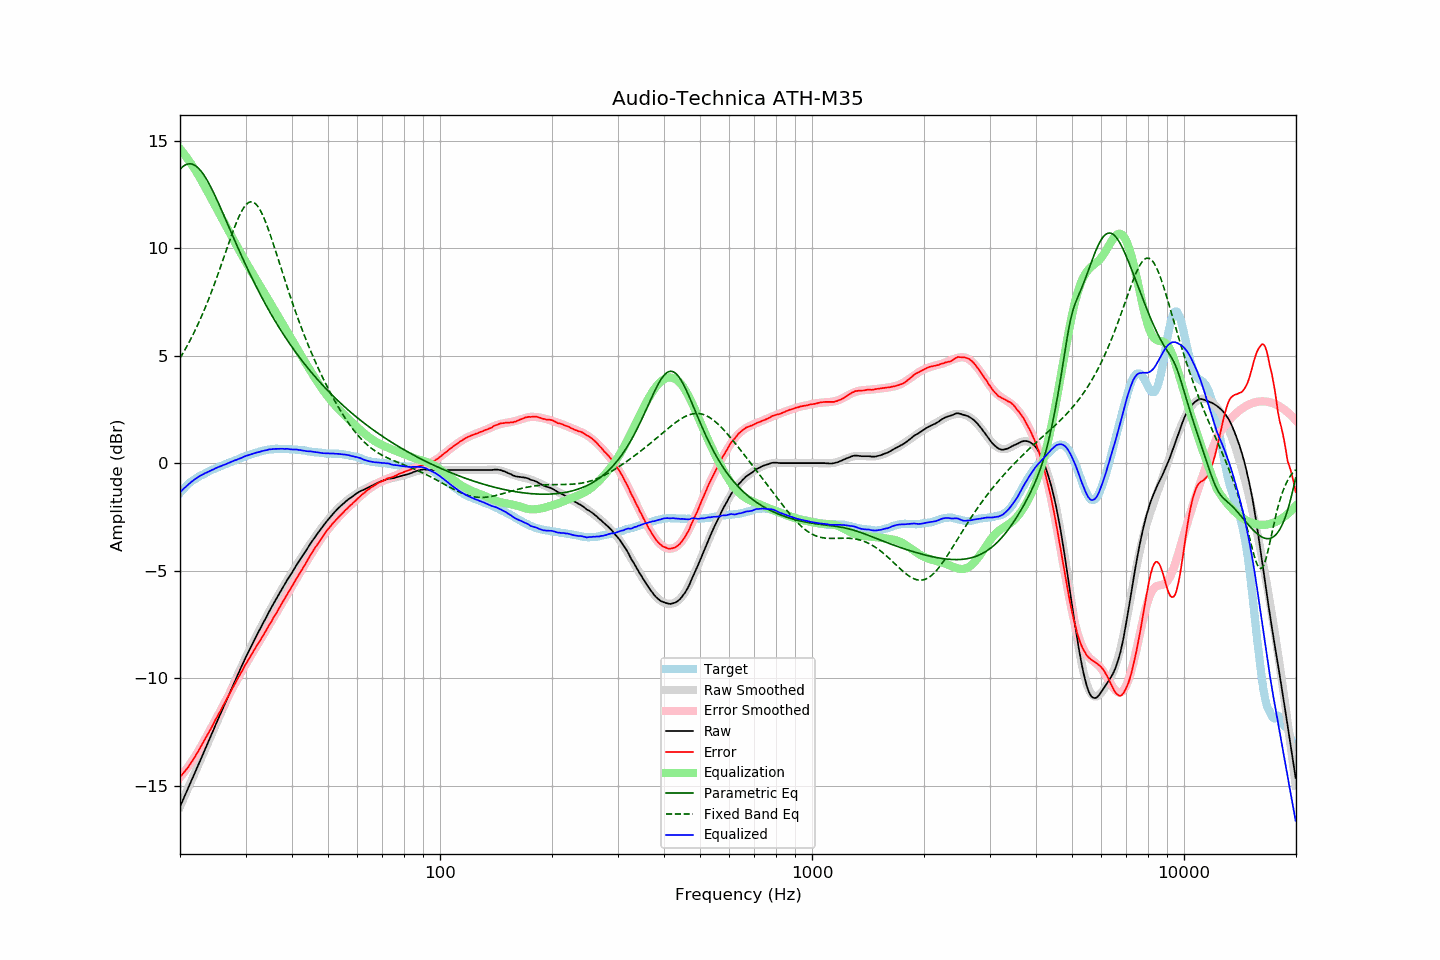 Audio-Technica ATH-M35
15
10
5
0
−5
−10
−15
Amplitude (dBr)
Target
Raw Smoothed
Error Smoothed
Raw
Error
Equalization
Parametric Eq
Fixed Band Eq
Equalized
100
1000
10000
Frequency (Hz)